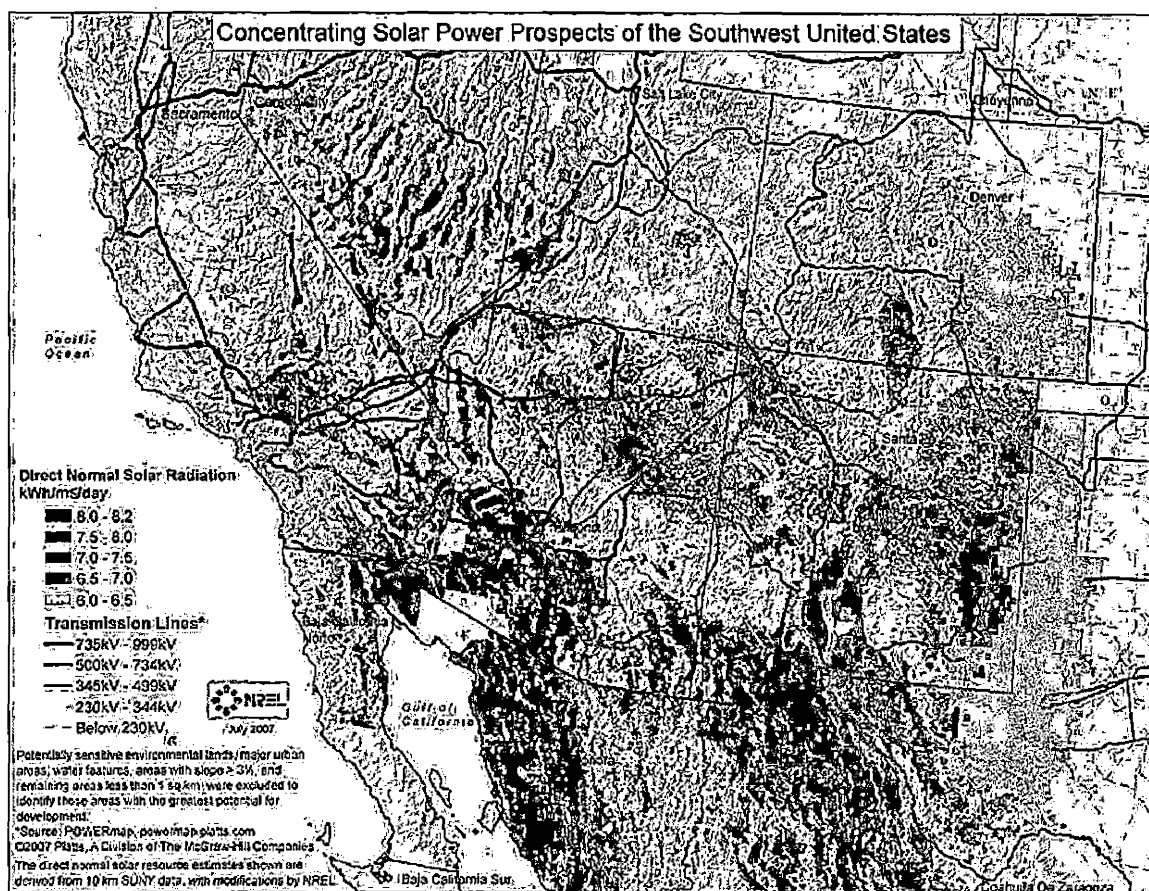 Concentrating Solar Power Prospects of the Southwest United States
Sacramento
Carson City
Salt Lake City
Cheyenne
Denver
Pacific
Ocean
Santa
Direct Normal Solar Radiation
kWh/m2/day
8.0 - 8.2
7.5 - 8.0
7.0 - 7.5
6.5 - 7.0
6.0 - 6.5
Transmission Lines*
735kV - 999kV
500kV - 734kV
345kV - 499kV
230kV - 344kV
Below 230kV
NREL
July 2007
Baja California
Norte
Gulf of
California
Potentially sensitive environmental lands, major urban
areas, water features, areas with slope > 3%, and
remaining areas less than 1 sq km were excluded to
identify those areas with the greatest potential for
development.
*Source: POWERmap, powermap.platts.com
©2007 Platts, A Division of The McGraw-Hill Companies
The direct normal solar resource estimates shown are
derived from 10 km SUNY data, with modifications by NREL.
Baja California Sur